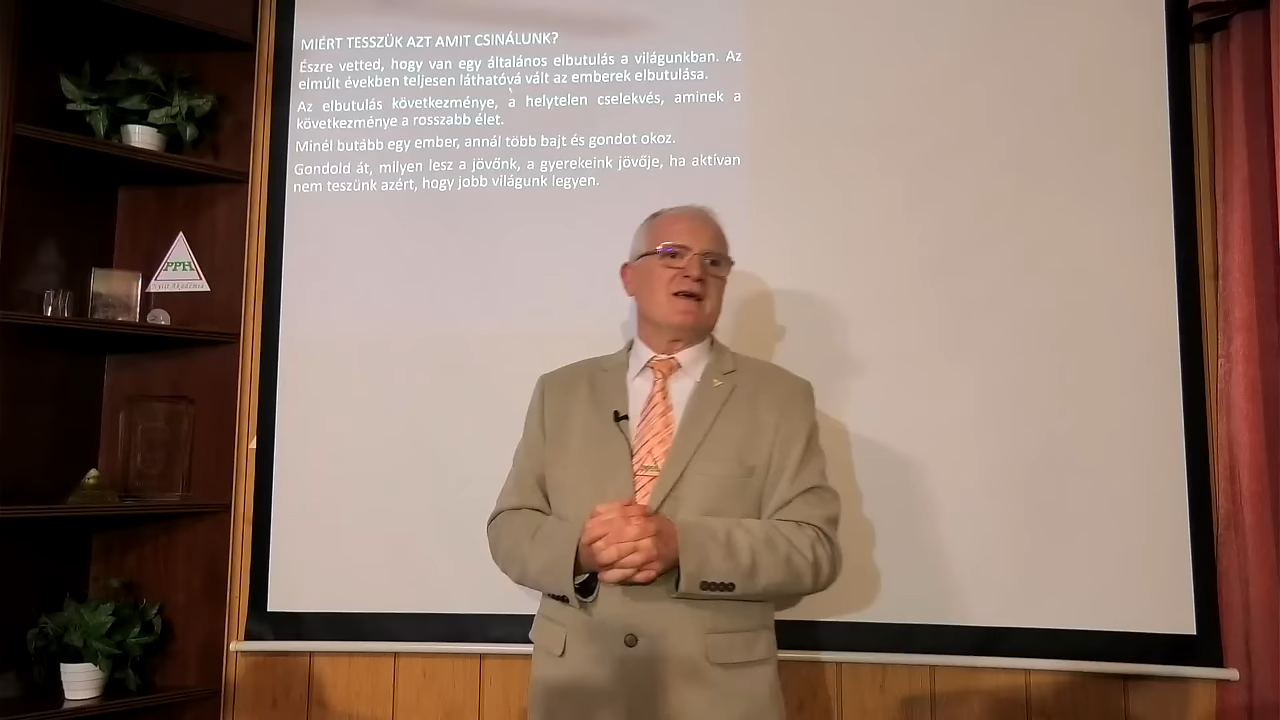 MIÉRT TESSZÜK AZT AMIT CSINÁLUNK?
Észre vetted, hogy van egy általános elbutulás a világunkban. Az
elmúlt években teljesen láthatóvá vált az emberek elbutulása.
Az elbutulás következménye, a helytelen cselekvés, aminek a
következménye a rosszabb élet.
Minél butább egy ember, annál több bajt és gondot okoz.
Gondold át, milyen lesz a jövőnk, a gyerekeink jövője, ha aktívan
nem teszünk azért, hogy jobb világunk legyen.
PPH
Nyílt Akadémia
PPH